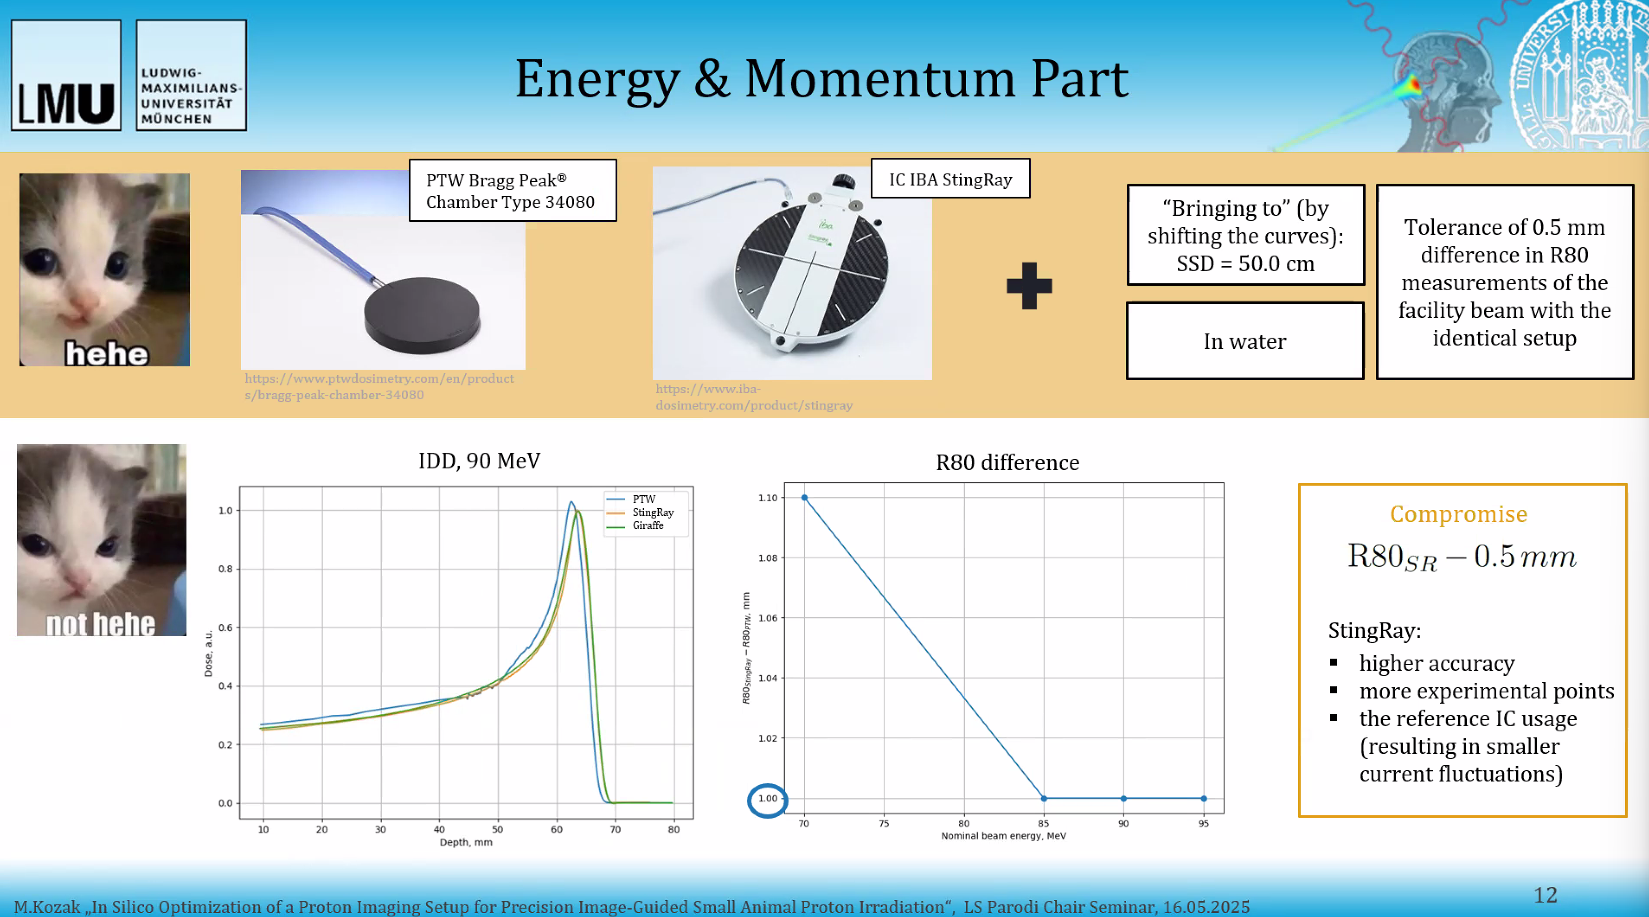 LMU
LUDWIG-
MAXIMILIANS-
UNIVERSITÄT
MÜNCHEN
Energy & Momentum Part
hehe
PTW Bragg Peak®
Chamber Type 34080
https://www.ptwdosimetry.com/en/product
s/bragg-peak-chamber-34080
IC IBA StingRay
iba
https://www.iba-
dosimetry.com/product/stingray
"Bringing to" (by
shifting the curves):
SSD = 50.0 cm
In water
Tolerance of 0.5 mm
difference in R80
measurements of the
facility beam with the
identical setup
not hehe
IDD, 90 MeV
PTW
StingRay
Giraffe
Dose, a.u.
1.0
0.8
0.6
0.4
0.2
0.0
10 20 30 40 50 60 70 80
Depth, mm
R80 difference
R80StingRay − R80PTW, mm
1.10
1.08
1.06
1.04
1.02
1.00
70 75 80 85 90 95
Nominal beam energy, MeV
Compromise
R80SR − 0.5 mm
StingRay:
▪ higher accuracy
▪ more experimental points
▪ the reference IC usage
(resulting in smaller
current fluctuations)
M.Kozak „In Silico Optimization of a Proton Imaging Setup for Precision Image-Guided Small Animal Proton Irradiation“, LS Parodi Chair Seminar, 16.05.2025
12